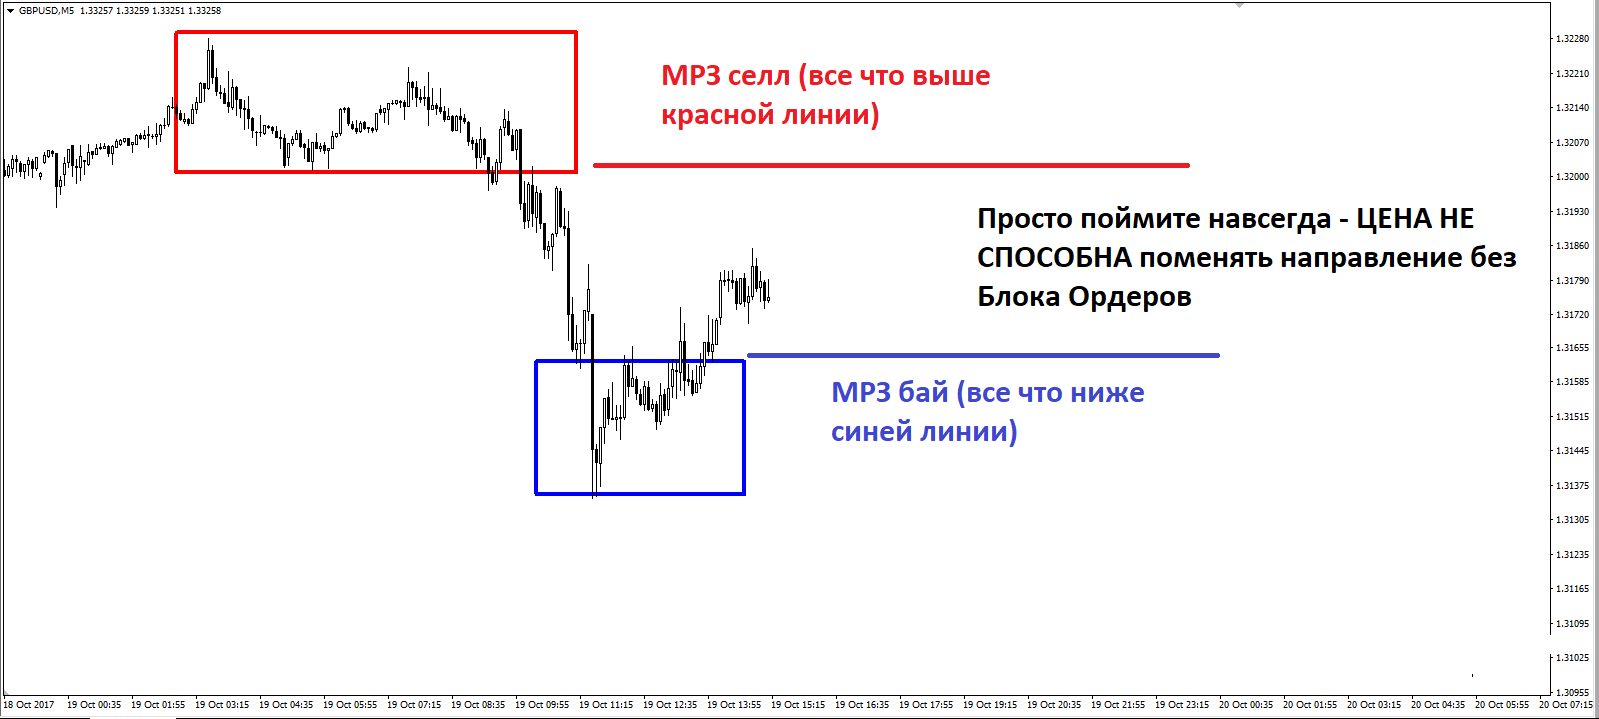 GBPUSD,M5 1.33257 1.33259 1.33251 1.33258
МРЗ селл (все что выше
красной линии)
Просто поймите навсегда - ЦЕНА НЕ
СПОСОБНА поменять направление без
Блока Ордеров
МРЗ бай (все что ниже
синей линии)
1.32280
1.32210
1.32140
1.32070
1.32000
1.31930
1.31860
1.31790
1.31720
1.31655
1.31585
1.31515
1.31445
1.31375
1.31305
1.31235
1.31165
1.31095
1.31025
1.30955
18 Oct 2017 19 Oct 00:35 19 Oct 01:55 19 Oct 03:15 19 Oct 04:35 19 Oct 05:55 19 Oct 07:15 19 Oct 08:35 19 Oct 09:55 19 Oct 11:15 19 Oct 12:35 19 Oct 13:55 19 Oct 15:15 19 Oct 16:35 19 Oct 17:55 19 Oct 19:15 19 Oct 20:35 19 Oct 21:55 19 Oct 23:15 20 Oct 00:35 20 Oct 01:55 20 Oct 03:15 20 Oct 04:35 20 Oct 05:55 20 Oct 07:15